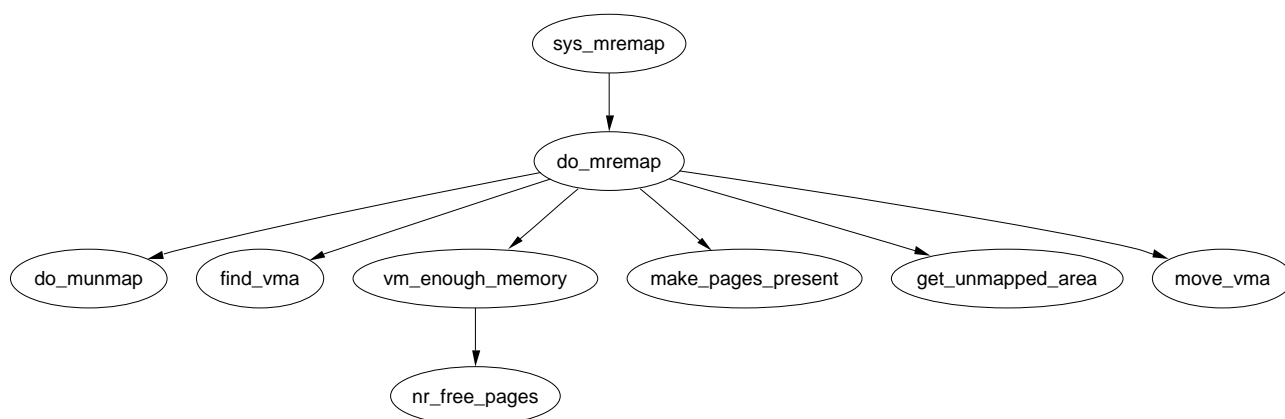 sys_mremap
do_mremap
do_munmap
find_vma
vm_enough_memory
make_pages_present
get_unmapped_area
move_vma
nr_free_pages